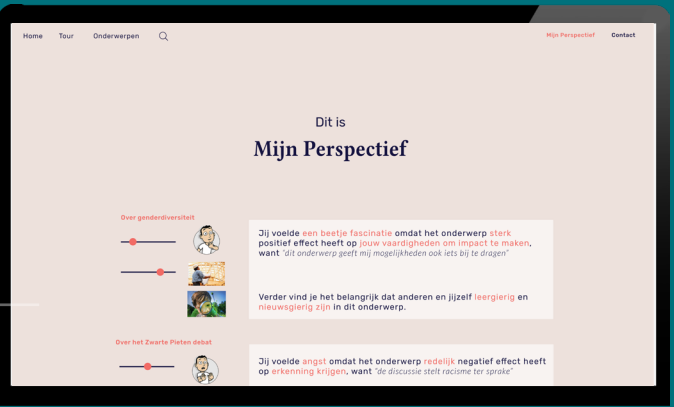 Home Tour Onderwerpen Mijn Perspectief Contact
Dit is
Mijn Perspectief
Over genderdiversiteit
Jij voelde een beetje fascinatie omdat het onderwerp sterk
positief effect heeft op jouw vaardigheden om impact te maken,
want "dit onderwerp geeft mij mogelijkheden ook iets bij te dragen"
Verder vind je het belangrijk dat anderen en jijzelf leergierig en
nieuwsgierig zijn in dit onderwerp.
Over het Zwarte Pieten debat
Jij voelde angst omdat het onderwerp redelijk negatief effect heeft
op erkenning krijgen, want "de discussie stelt racisme ter sprake"